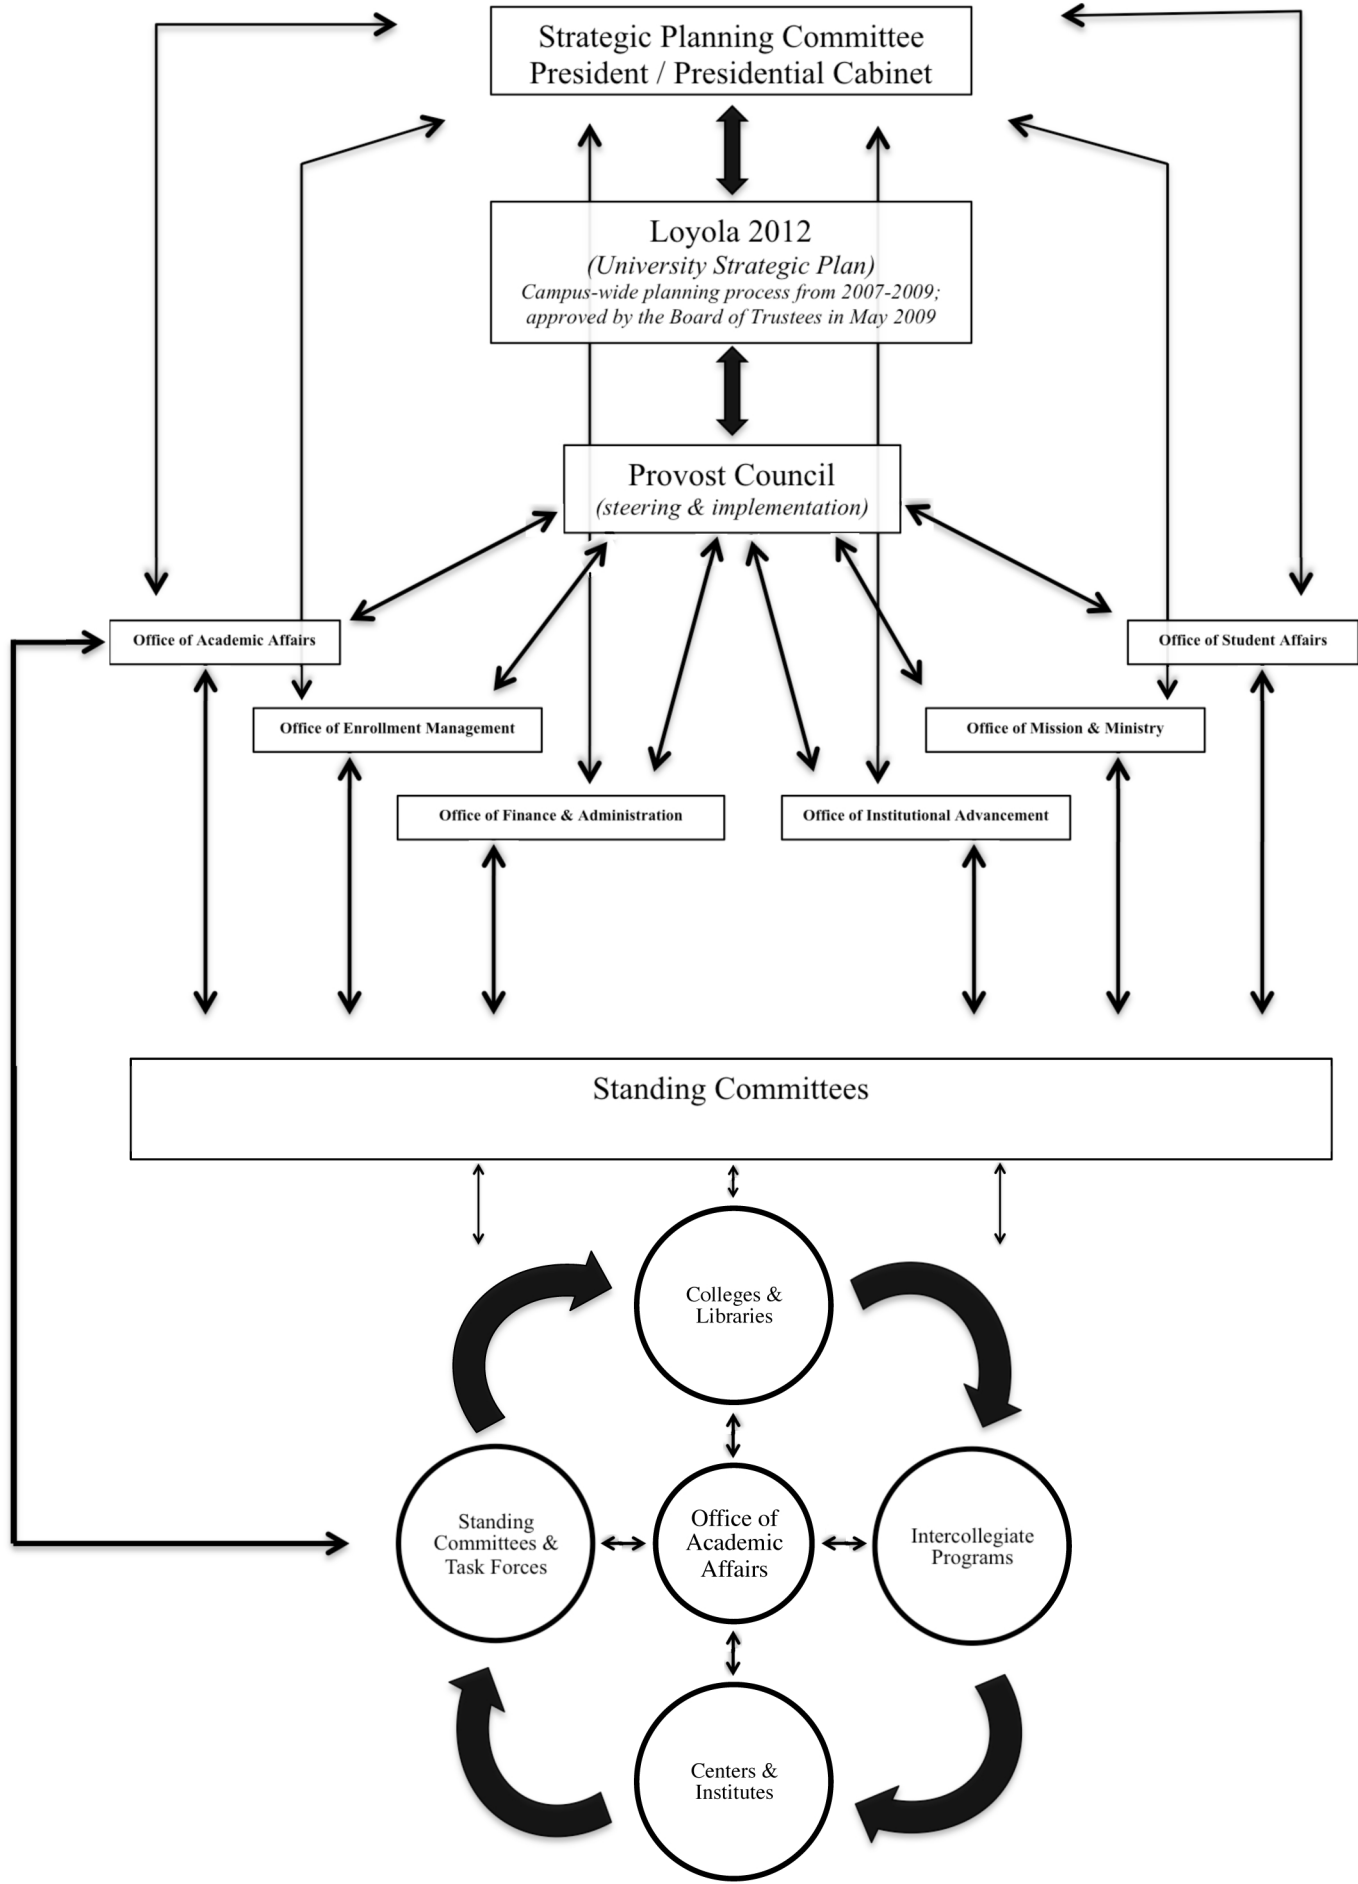 Strategic Planning Committee
President / Presidential Cabinet
Loyola 2012
(University Strategic Plan)
Campus-wide planning process from 2007-2009;
approved by the Board of Trustees in May 2009
Provost Council
(steering & implementation)
Office of Academic Affairs
Office of Student Affairs
Office of Enrollment Management
Office of Mission & Ministry
Office of Finance & Administration
Office of Institutional Advancement
Standing Committees
Colleges &
Libraries
Standing
Committees &
Task Forces
Office of
Academic
Affairs
Intercollegiate
Programs
Centers &
Institutes